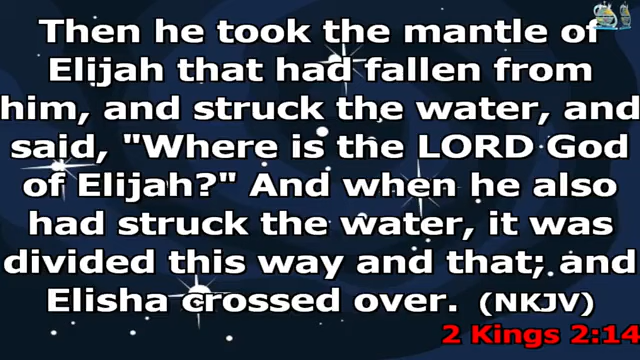 Then he took the mantle of
Elijah that had fallen from
him, and struck the water, and
said, "Where is the LORD God
of Elijah?" And when he also
had struck the water, it was
divided this way and that; and
Elisha crossed over. (NKJV)
2 Kings 2:14